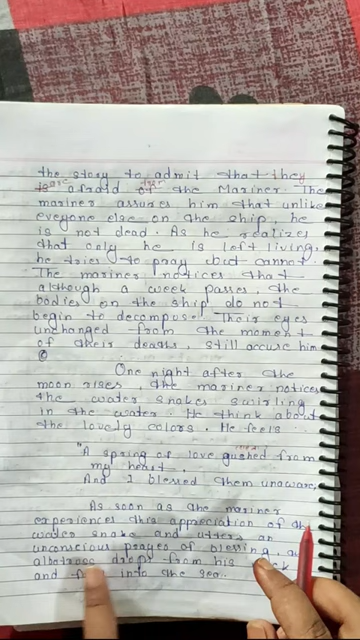 the story to admit that they
is are afraid of the Mariner. The
mariner assures him that unlike
everyone else on the ship, he
is not dead. As he realizes
that only he is left living,
he tries to pray but cannot.
The mariner notices that
although a week passes, the
bodies on the ship do not
begin to decompose. Their eyes
unchanged from the moment
of their deaths, still accuse him
One night after the
moon rises, the mariner notices
the water snakes swirling
in the water. He think about
the lovely colors. He feels
"A spring of love gushed from
my heart.
And I blessed them unaware,
As soon as the mariner
experiences this appreciation of the
water snake and utters an
unconscious prayer of blessing,
albatross drops from his
and into the sea.